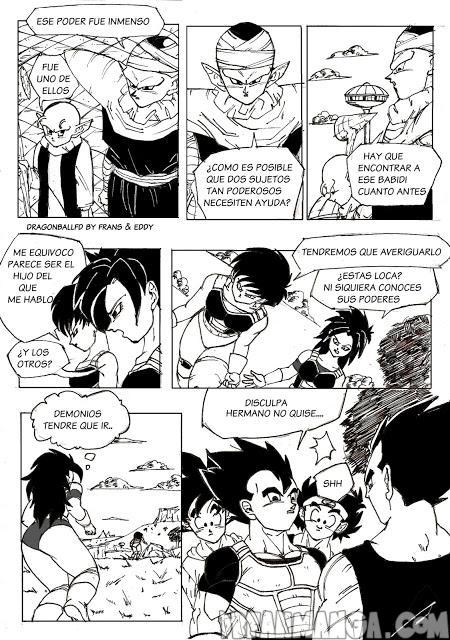 ESE PODER FUE INMENSO
FUE
UNO DE
ELLOS
¿COMO ES POSIBLE
QUE DOS SUJETOS
TAN PODEROSOS
NECESITEN AYUDA?
HAY QUE
ENCONTRAR A
ESE BABIDI
CUANTO ANTES
DRAGONBALLFD BY FRANS & EDDY
ME EQUIVOCO
PARECE SER EL
HIJO DEL
QUE
ME HABLO
¿Y LOS
OTROS?
TENDREMOS QUE AVERIGUARLO
¿ESTAS LOCA?
NI SIQUIERA CONOCES
SUS PODERES
DEMONIOS
TENDRE QUE IR..
DISCULPA
HERMANO NO QUISE....
SHH